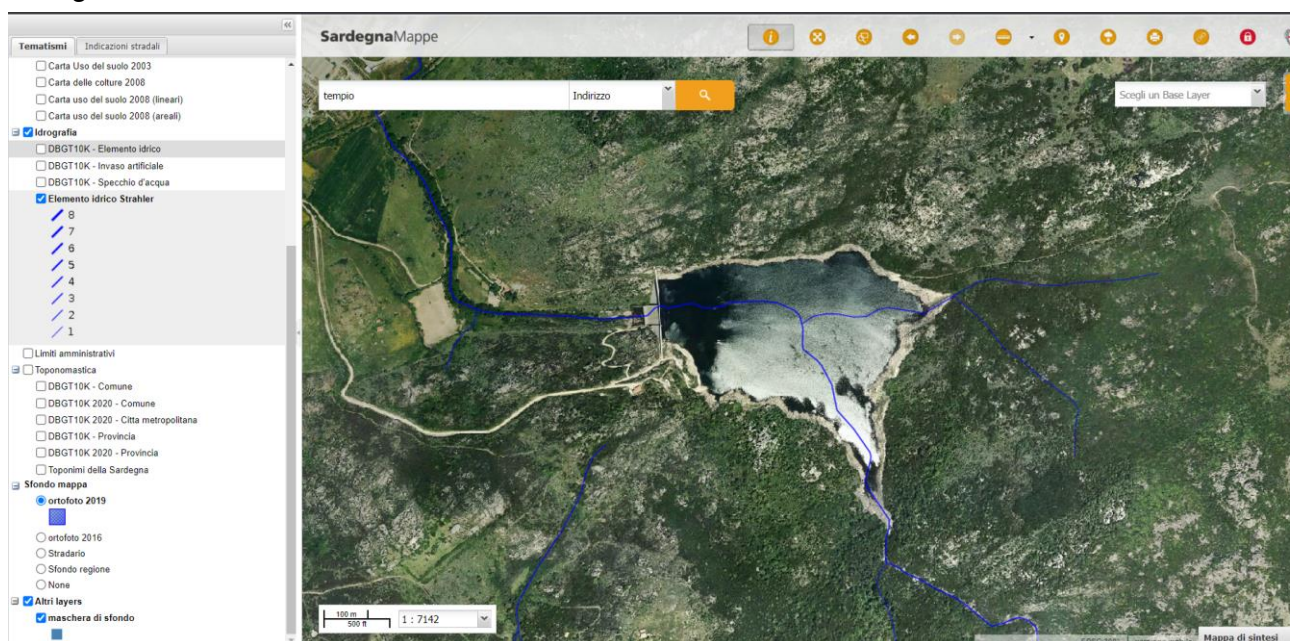 Tematismi
Indicazioni stradali
Carta Uso del suolo 2003
Carta delle colture 2008
Carta uso del suolo 2008 (lineari)
Carta uso del suolo 2008 (areali)
Idrografia
DBGT10K - Elemento idrico
DBGT10K - Invaso artificiale
DBGT10K - Specchio d'acqua
Elemento idrico Strahler
8
7
6
5
4
3
2
1
Limiti amministrativi
Toponomastica
DBGT10K - Comune
DBGT10K 2020 - Comune
DBGT10K 2020 - Citta metropolitana
DBGT10K - Provincia
DBGT10K 2020 - Provincia
Toponimi della Sardegna
Sfondo mappa
ortofoto 2019
ortofoto 2016
Stradario
Sfondo regione
None
Altri layers
maschera di sfondo
SardegnaMappe
tempio
Indirizzo
Scegli un Base Layer
100 m
500 ft
1 : 7142
Mappa di sintesi